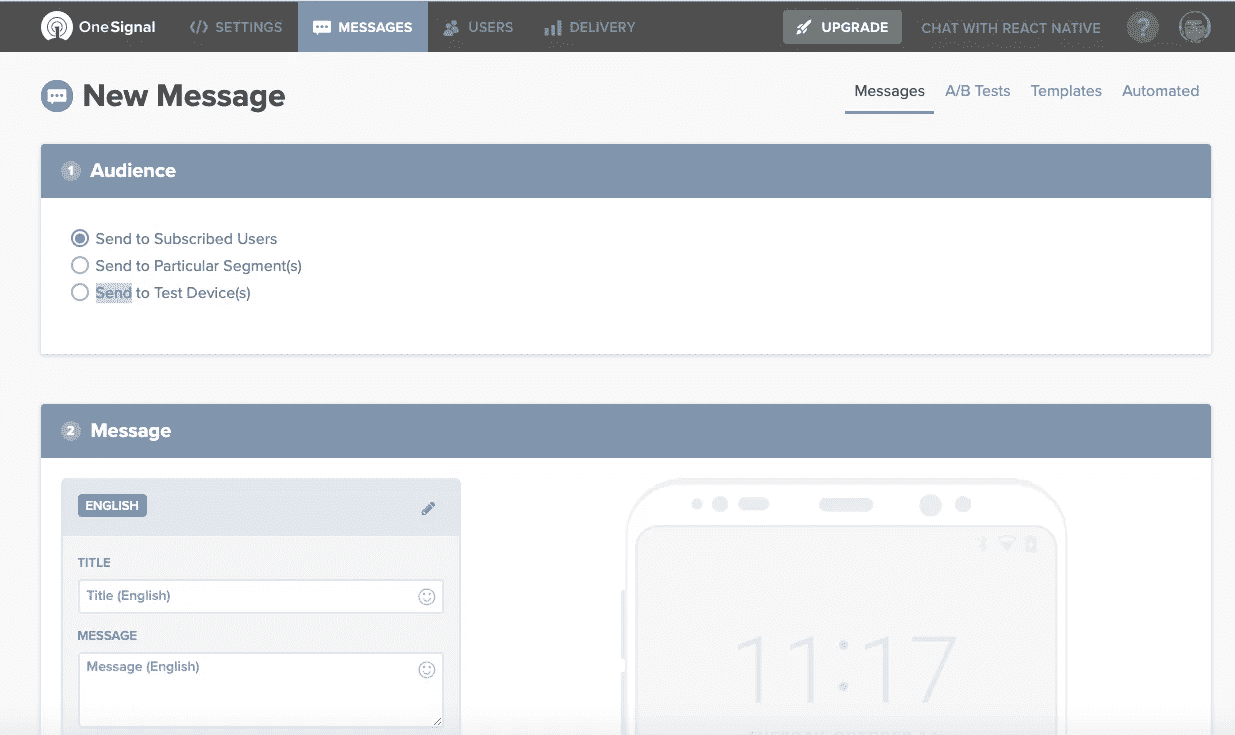 OneSignal SETTINGS MESSAGES USERS DELIVERY UPGRADE CHAT WITH REACT NATIVE ?
New Message
Messages A/B Tests Templates Automated
1 Audience
Send to Subscribed Users
Send to Particular Segment(s)
Send to Test Device(s)
2 Message
ENGLISH
TITLE
Title (English)
MESSAGE
Message (English)
11:17